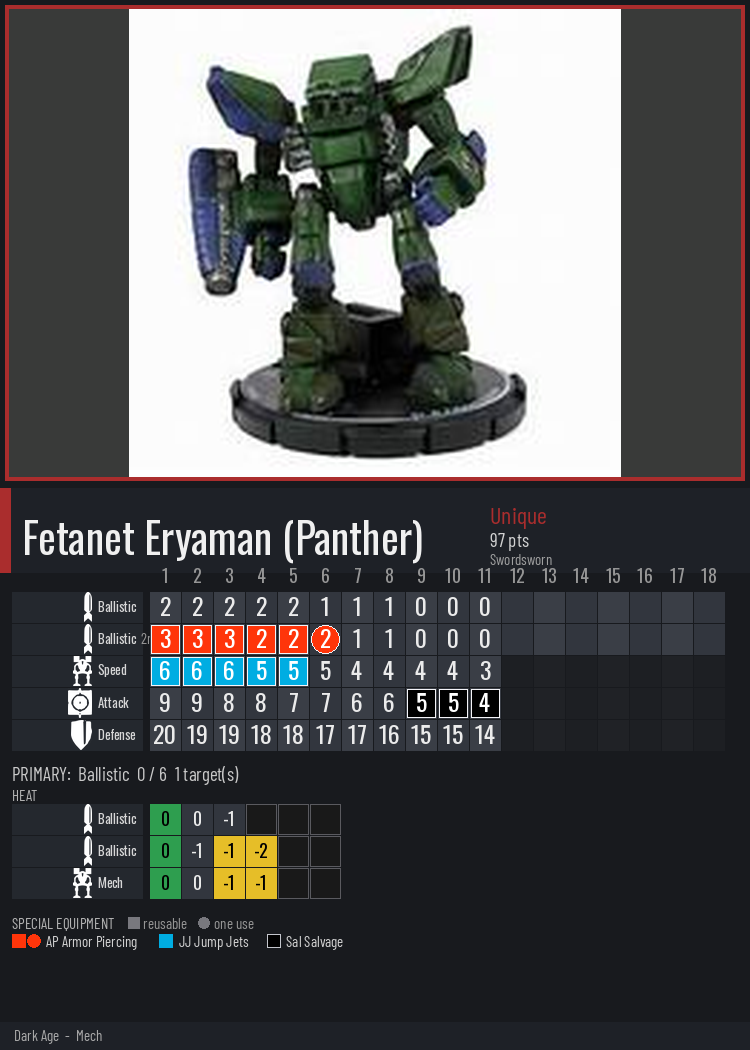 Fetanet Eryaman (Panther)
Unique
97 pts
Swordsworn
1 2 3 4 5 6 7 8 9 10 11 12 13 14 15 16 17 18
Ballistic 2 2 2 2 2 1 1 1 0 0 0
Ballistic 2n 3 3 3 2 2 2 1 1 0 0 0
Speed 6 6 6 5 5 5 4 4 4 4 3
Attack 9 9 8 8 7 7 6 6 5 5 4
Defense 20 19 19 18 18 17 17 16 15 15 14
PRIMARY: Ballistic 0 / 6 1 target(s)
HEAT
Ballistic 0 0 -1
Ballistic 0 -1 -1 -2
Mech 0 0 -1 -1
SPECIAL EQUIPMENT reusable one use
AP Armor Piercing JJ Jump Jets Sal Salvage
Dark Age - Mech